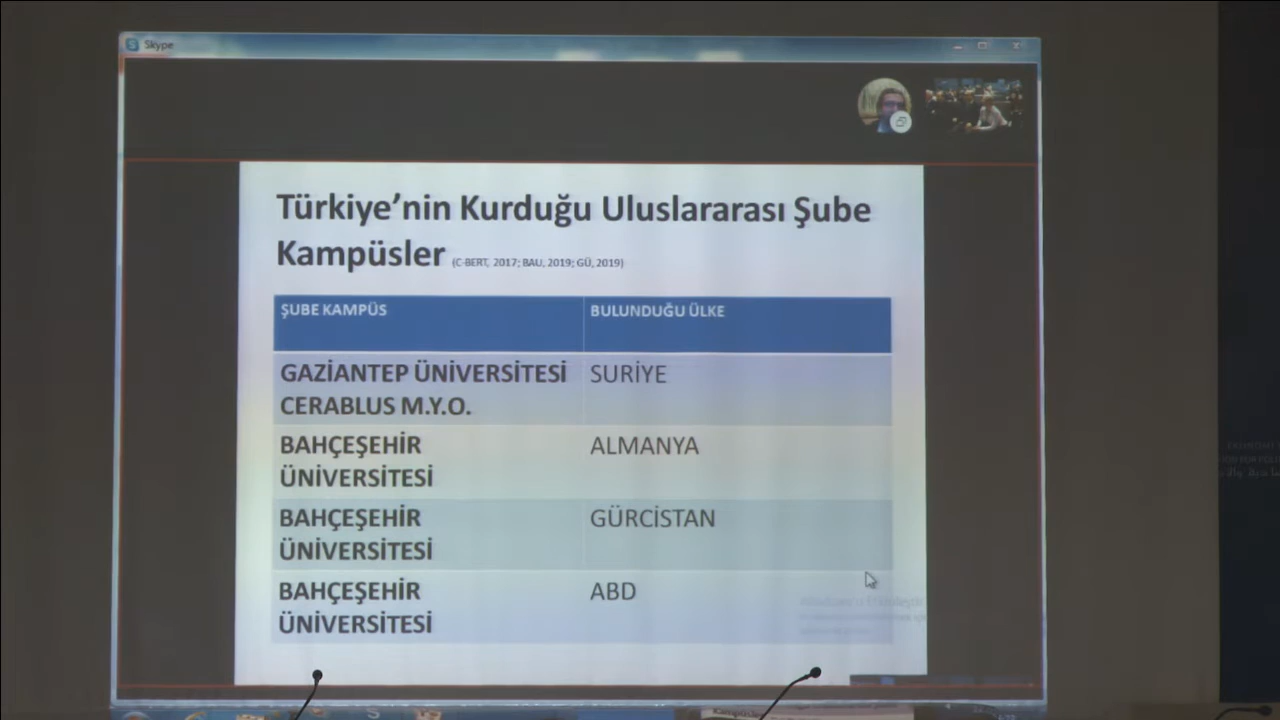 Skype
Türkiye’nin Kurduğu Uluslararası Şube
Kampüsler (C-BERT, 2017; BAU, 2019; GÜ, 2019)
ŞUBE KAMPÜS
BULUNDUĞU ÜLKE
GAZİANTEP ÜNİVERSİTESİ
CERABLUS M.Y.O.
SURİYE
BAHÇEŞEHİR
ÜNİVERSİTESİ
ALMANYA
BAHÇEŞEHİR
ÜNİVERSİTESİ
GÜRCİSTAN
BAHÇEŞEHİR
ÜNİVERSİTESİ
ABD